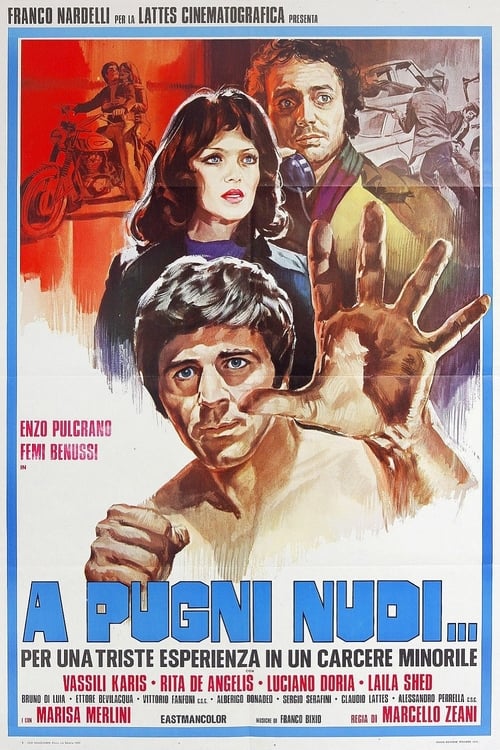 FRANCO NARDELLI PER LA LATTES CINEMATOGRAFICA PRESENTA
ENZO PULCRANO
FEMI BENUSSI
IN
A PUGNI NUDI...
PER UNA TRISTE ESPERIENZA IN UN CARCERE MINORILE
CON
VASSILI KARIS • RITA DE ANGELIS • LUCIANO DORIA • LAILA SHED
BRUNO DI LUIA • ETTORE BEVILACQUA • VITTORIO FANFONI C.S.C. • ALBERICO DONADEO • SERGIO SERAFINI • CLAUDIO LATTES • ALESSANDRO PERRELLA C.S.C.
E CON MARISA MERLINI EASTMANCOLOR MUSICHE DI FRANCO BIXIO REGIA DI MARCELLO ZEANI